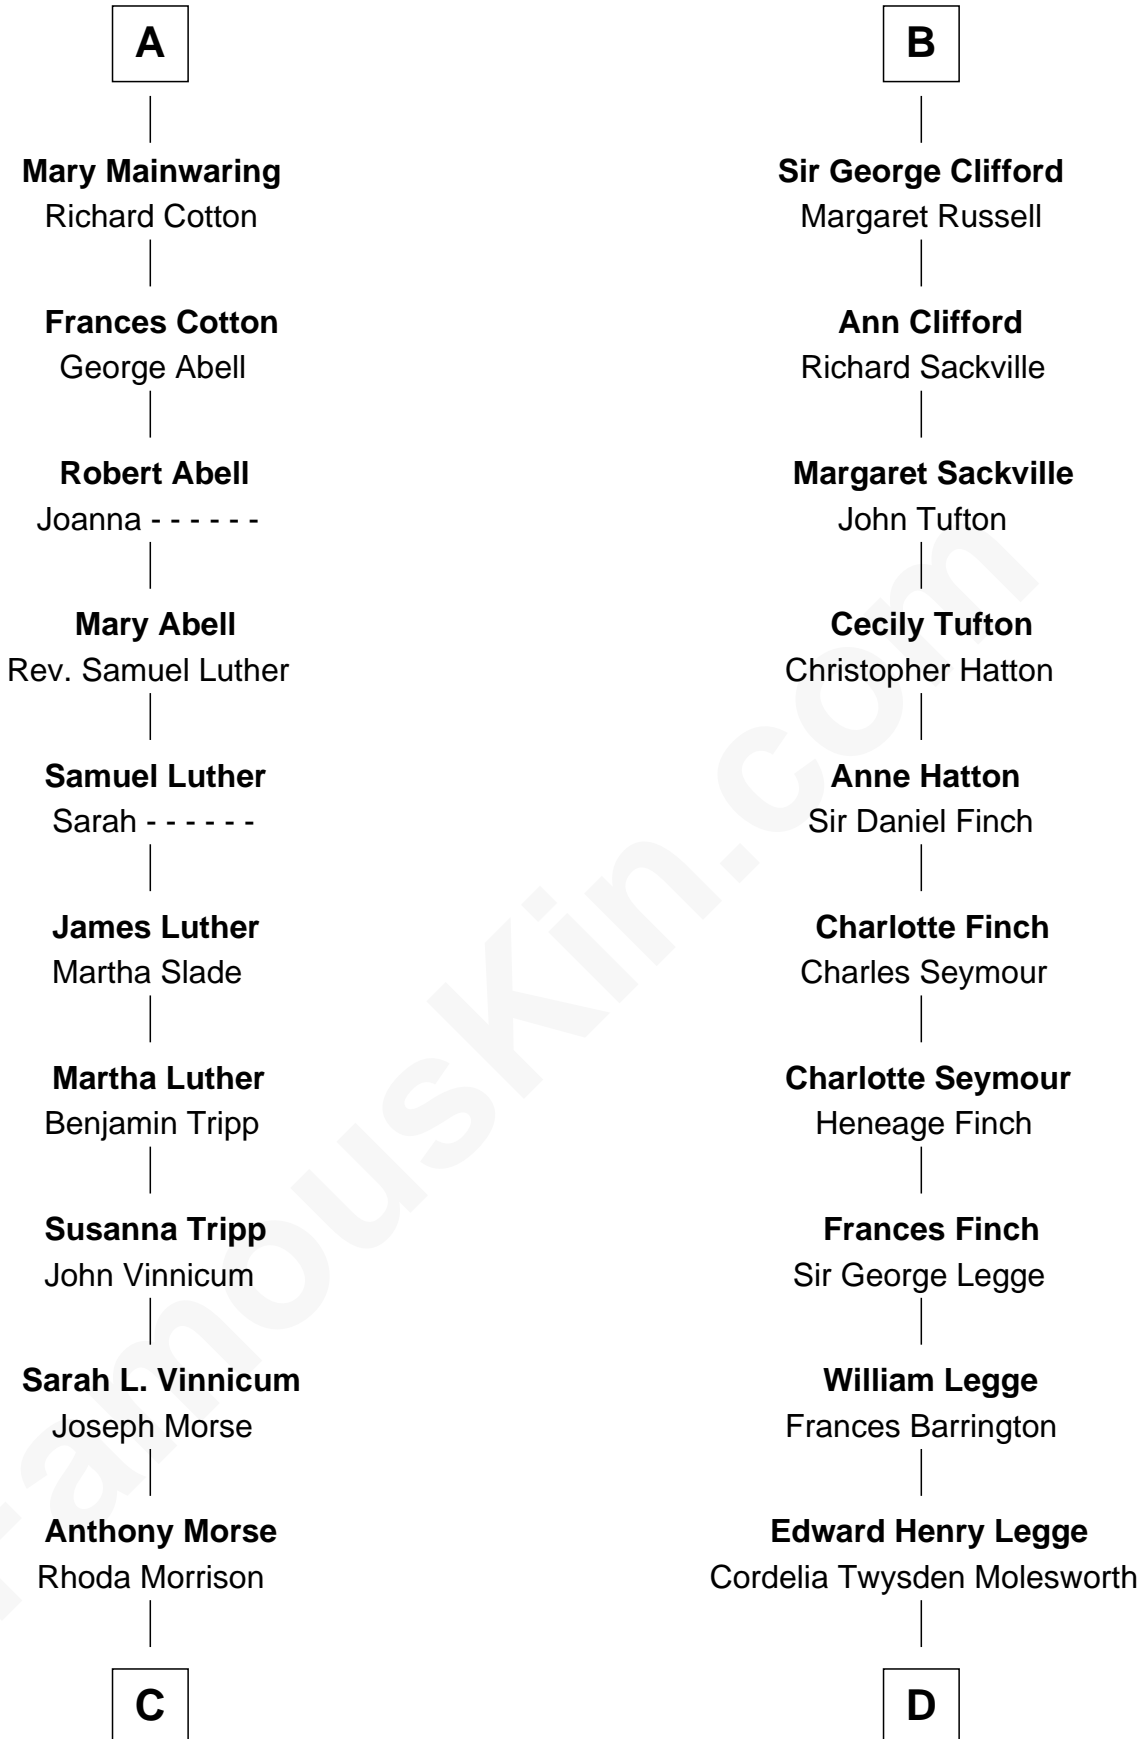 A
Mary Mainwaring
Richard Cotton
Frances Cotton
George Abell
Robert Abell
Joanna - - - - - -
Mary Abell
Rev. Samuel Luther
Samuel Luther
Sarah - - - - - -
James Luther
Martha Slade
Martha Luther
Benjamin Tripp
Susanna Tripp
John Vinnicum
Sarah L. Vinnicum
Joseph Morse
Anthony Morse
Rhoda Morrison
C
B
Sir George Clifford
Margaret Russell
Ann Clifford
Richard Sackville
Margaret Sackville
John Tufton
Cecily Tufton
Christopher Hatton
Anne Hatton
Sir Daniel Finch
Charlotte Finch
Charles Seymour
Charlotte Seymour
Heneage Finch
Frances Finch
Sir George Legge
William Legge
Frances Barrington
Edward Henry Legge
Cordelia Twysden Molesworth
D
FamousKin.com